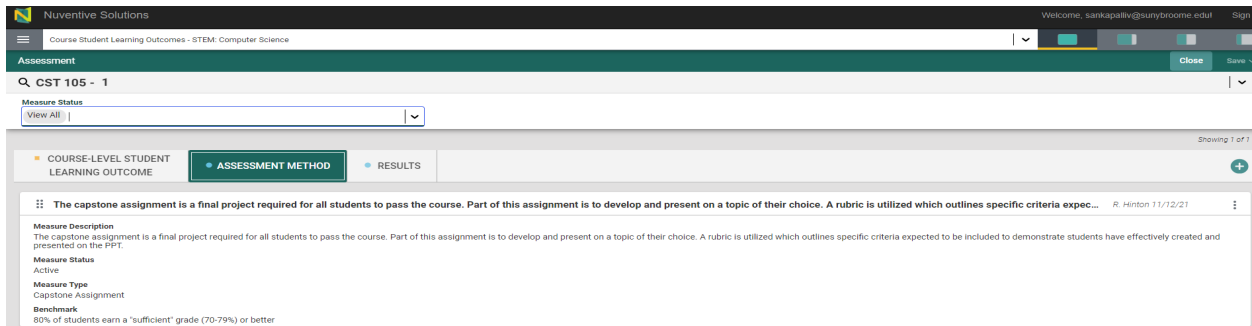 Nuventive Solutions
Welcome, sankapalliv@sunybroome.edu!
Sign
Course Student Learning Outcomes - STEM: Computer Science
Assessment
Close
Save
CST 105 - 1
Measure Status
View All
Showing 1 of 1
COURSE-LEVEL STUDENT
LEARNING OUTCOME
ASSESSMENT METHOD
RESULTS
The capstone assignment is a final project required for all students to pass the course. Part of this assignment is to develop and present on a topic of their choice. A rubric is utilized which outlines specific criteria expec...
R. Hinton 11/12/21
Measure Description
The capstone assignment is a final project required for all students to pass the course. Part of this assignment is to develop and present on a topic of their choice. A rubric is utilized which outlines specific criteria expected to be included to demonstrate students have effectively created and
presented on the PPT.
Measure Status
Active
Measure Type
Capstone Assignment
Benchmark
80% of students earn a "sufficient" grade (70-79%) or better